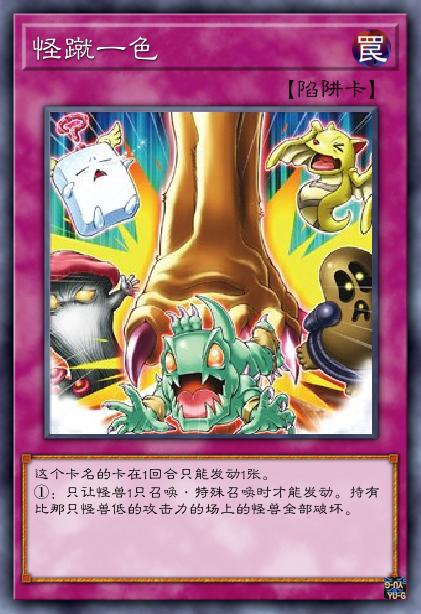 怪蹴一色
罠
【陷阱卡】
这个卡名的卡在1回合只能发动1张。
①：只让怪兽1只召唤·特殊召唤时才能发动。持有
比那只怪兽低的攻击力的场上的怪兽全部破坏。